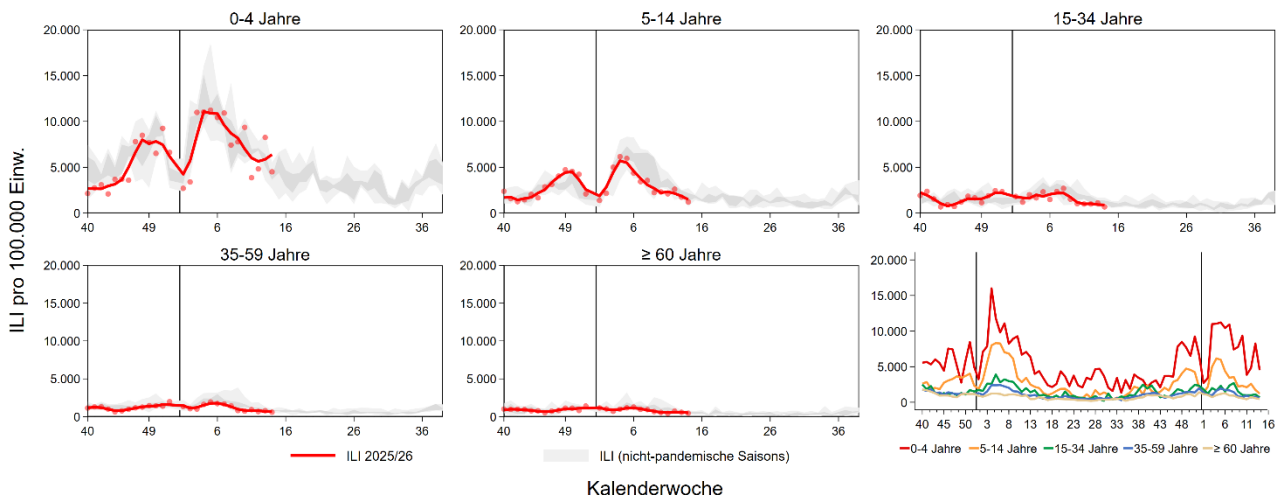 0-4 Jahre
5-14 Jahre
15-34 Jahre
20.000
15.000
10.000
5.000
0
40 49 6 16 26 36
20.000
15.000
10.000
5.000
0
40 49 6 16 26 36
20.000
15.000
10.000
5.000
0
40 49 6 16 26 36
ILI pro 100.000 Einw.
35-59 Jahre
≥ 60 Jahre
20.000
15.000
10.000
5.000
0
40 49 6 16 26 36
20.000
15.000
10.000
5.000
0
40 49 6 16 26 36
20.000
15.000
10.000
5.000
0
40 45 50 3 8 13 18 23 28 33 38 43 48 1 6 11 16
ILI 2025/26
ILI (nicht-pandemische Saisons)
0-4 Jahre 5-14 Jahre 15-34 Jahre 35-59 Jahre ≥ 60 Jahre
Kalenderwoche